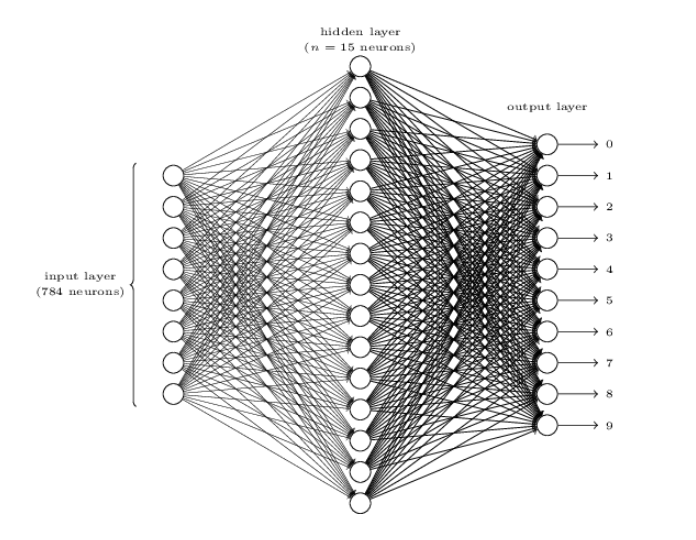 hidden layer
(n = 15 neurons)
output layer
0
1
2
3
input layer
(784 neurons)
4
5
6
7
8
9